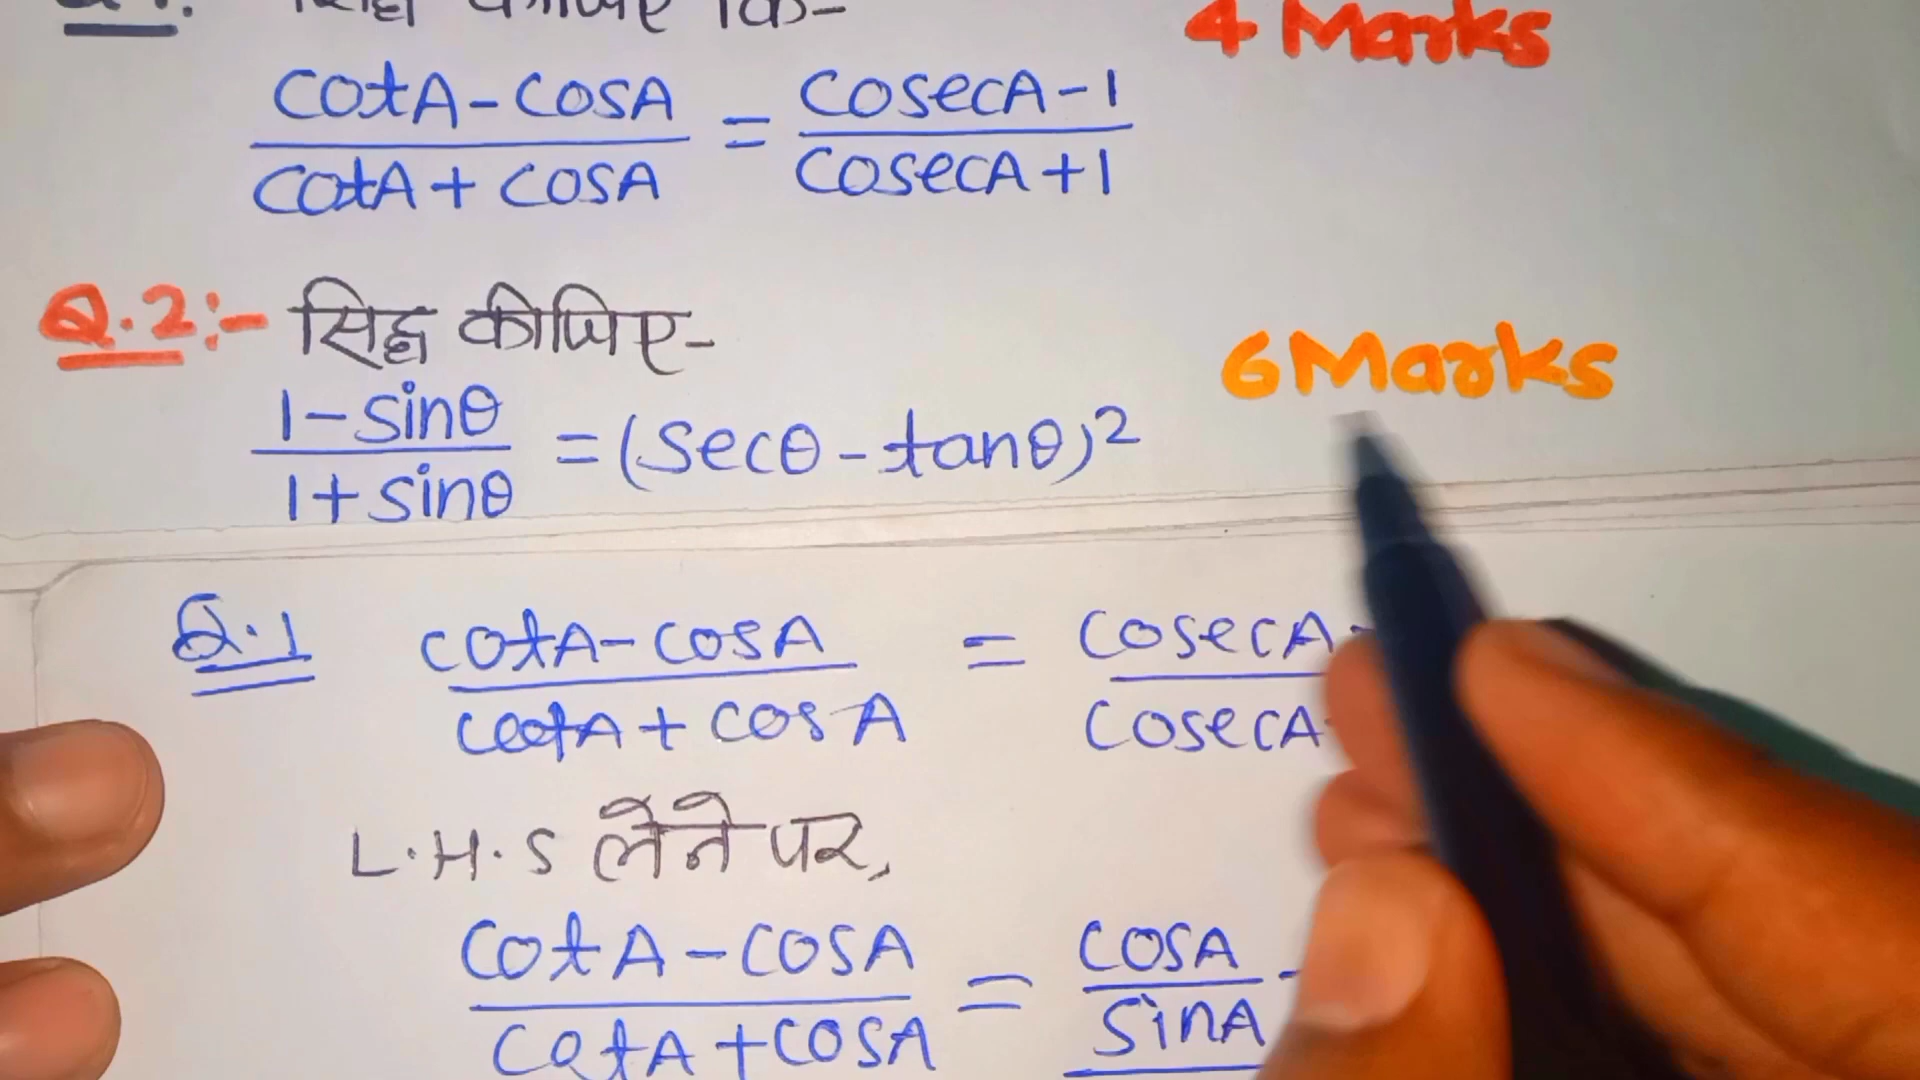 सिद्ध कीजिए कि-
4 Marks
cotA-cosA / cotA+cosA = cosecA-1 / cosecA+1
Q.2:- सिद्ध कीजिए-
6 Marks
1-sinθ / 1+sinθ = (secθ-tanθ)²
Q.1 cotA-cosA / cotA+cosA = cosecA- / cosecA
L.H.S लेने पर,
cotA-cosA / cotA+cosA = cosA / sinA -